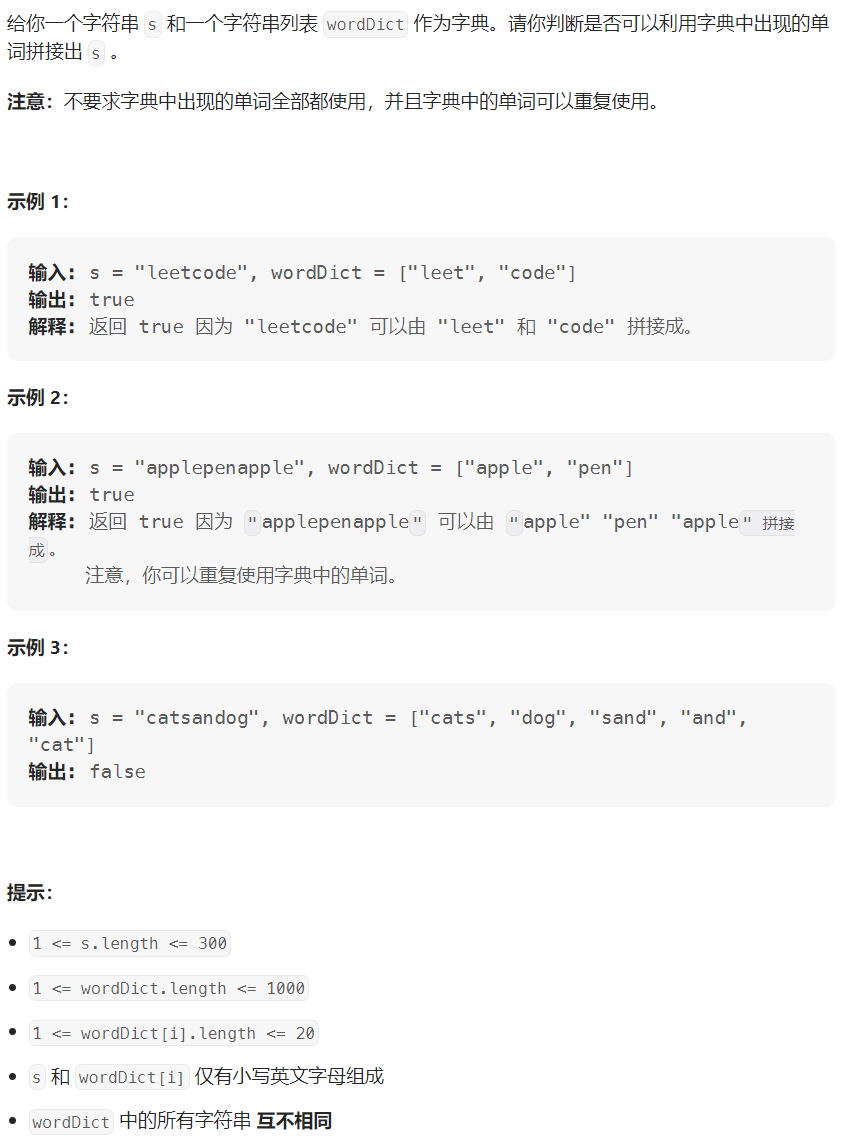 给你一个字符串 s 和一个字符串列表 wordDict 作为字典。请你判断是否可以利用字典中出现的单
词拼接出 s 。
注意：不要求字典中出现的单词全部都使用，并且字典中的单词可以重复使用。
示例 1：
输入: s = "leetcode", wordDict = ["leet", "code"]
输出: true
解释: 返回 true 因为 "leetcode" 可以由 "leet" 和 "code" 拼接成。
示例 2：
输入: s = "applepenapple", wordDict = ["apple", "pen"]
输出: true
解释: 返回 true 因为 "applepenapple" 可以由 "apple" "pen" "apple" 拼接
成。
注意，你可以重复使用字典中的单词。
示例 3：
输入: s = "catsandog", wordDict = ["cats", "dog", "sand", "and",
"cat"]
输出: false
提示：
• 1 <= s.length <= 300
• 1 <= wordDict.length <= 1000
• 1 <= wordDict[i].length <= 20
• s 和 wordDict[i] 仅有小写英文字母组成
• wordDict 中的所有字符串 互不相同